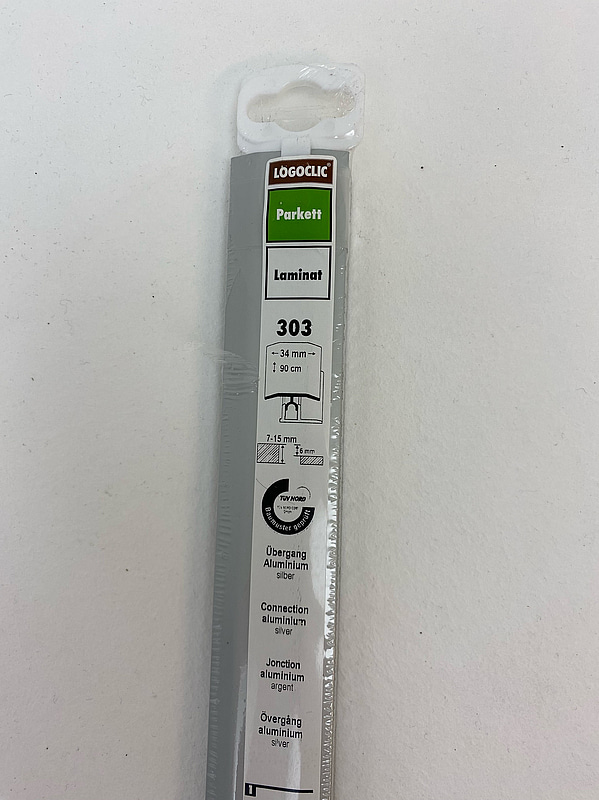 LOGOCLIC®
Parkett
Laminat
303
34 mm
90 cm
7-15 mm
6 mm
TÜV NORD
Baumuster geprüft
Übergang
Aluminium
silber
Connection
aluminium
silver
Jonction
aluminium
argent
Övergång
aluminium
silver
1